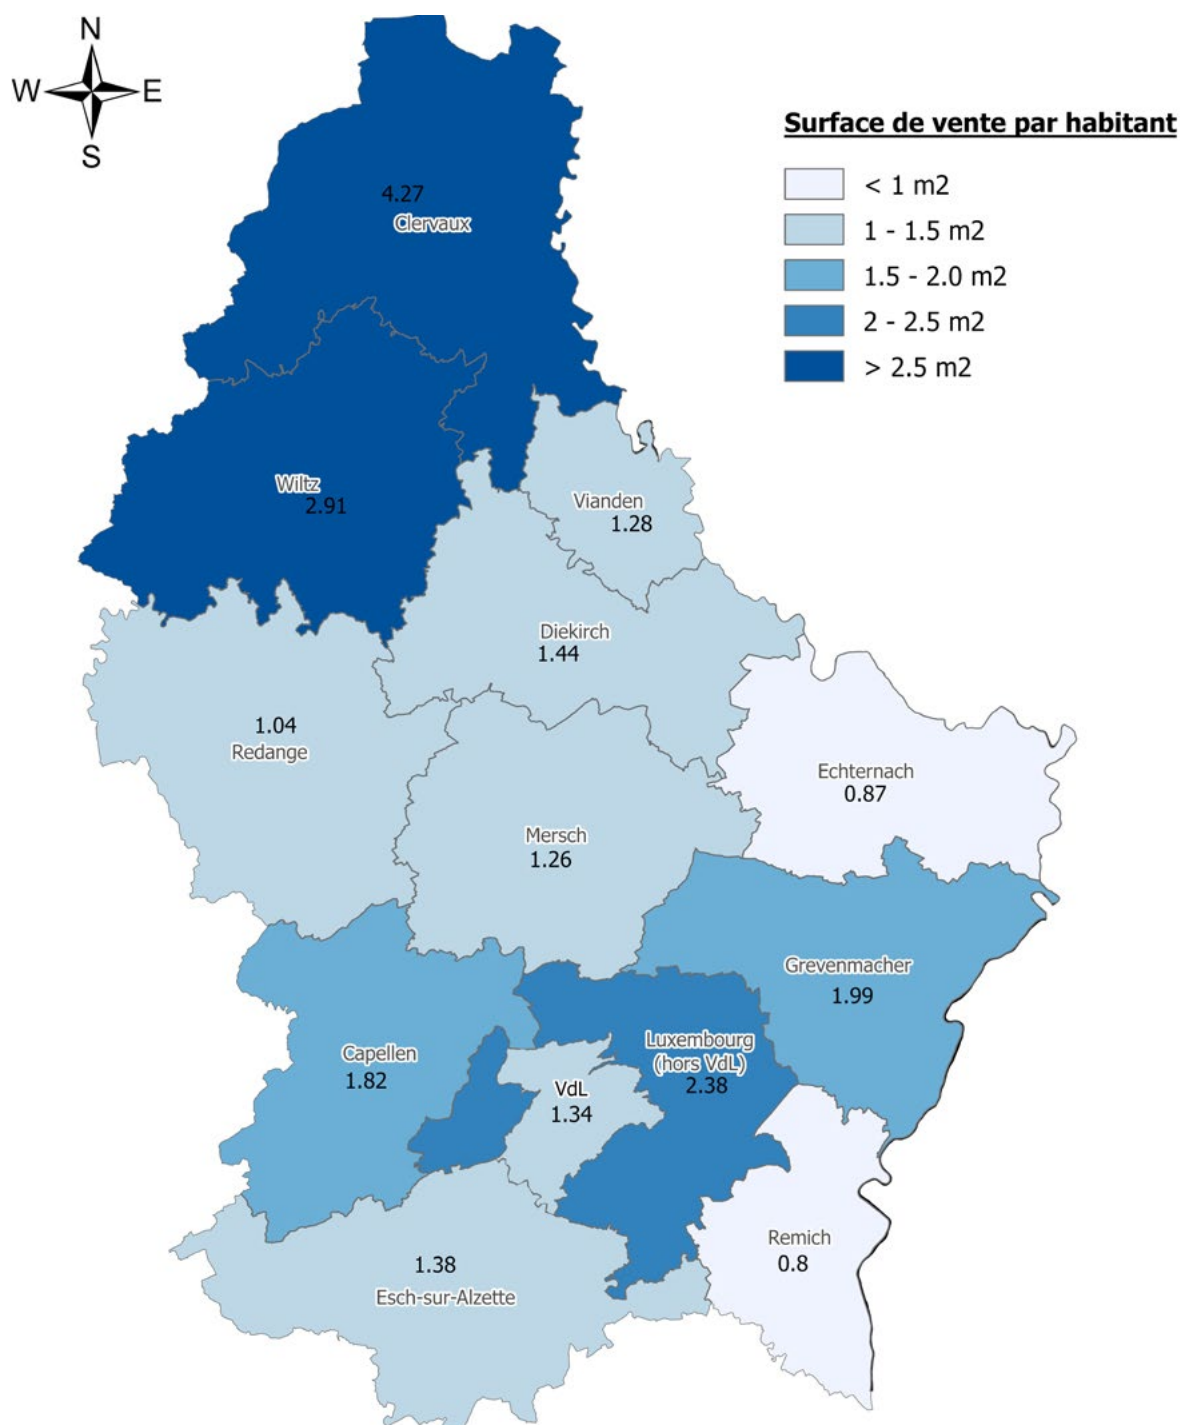 N
W E
S
Surface de vente par habitant
< 1 m2
1 - 1.5 m2
1.5 - 2.0 m2
2 - 2.5 m2
> 2.5 m2
4.27
Clervaux
Wiltz
2.91
Vianden
1.28
Diekirch
1.44
1.04
Redange
Echternach
0.87
Mersch
1.26
Grevenmacher
1.99
Capellen
1.82
Luxembourg
(hors VdL)
2.38
VdL
1.34
Remich
0.8
1.38
Esch-sur-Alzette